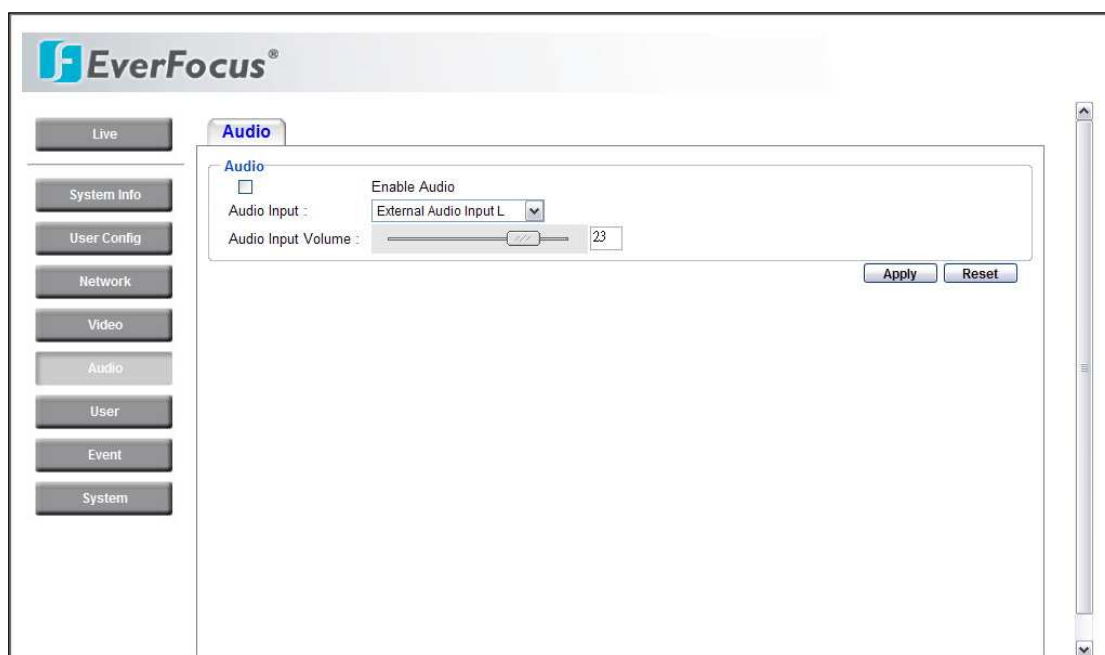 EverFocus®
Live
System Info
User Config
Network
Video
Audio
User
Event
System
Audio
Audio
Enable Audio
Audio Input : External Audio Input L
Audio Input Volume : 23
Apply Reset